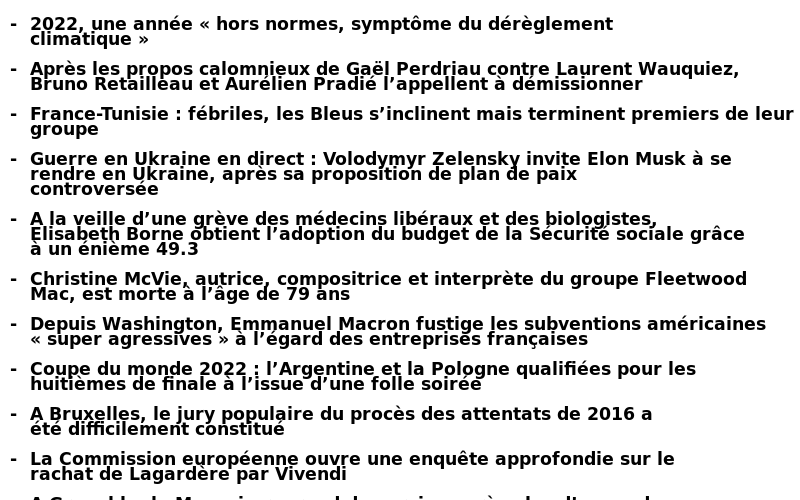 - 2022, une année « hors normes, symptôme du dérèglement
climatique »
- Après les propos calomnieux de Gaël Perdriau contre Laurent Wauquiez,
Bruno Retailleau et Aurélien Pradié l’appellent à démissionner
- France-Tunisie : fébriles, les Bleus s’inclinent mais terminent premiers de leur
groupe
- Guerre en Ukraine en direct : Volodymyr Zelensky invite Elon Musk à se
rendre en Ukraine, après sa proposition de plan de paix
controversée
- A la veille d’une grève des médecins libéraux et des biologistes,
Elisabeth Borne obtient l’adoption du budget de la Sécurité sociale grâce
à un énième 49.3
- Christine McVie, autrice, compositrice et interprète du groupe Fleetwood
Mac, est morte à l’âge de 79 ans
- Depuis Washington, Emmanuel Macron fustige les subventions américaines
« super agressives » à l’égard des entreprises françaises
- Coupe du monde 2022 : l’Argentine et la Pologne qualifiées pour les
huitièmes de finale à l’issue d’une folle soirée
- A Bruxelles, le jury populaire du procès des attentats de 2016 a
été difficilement constitué
- La Commission européenne ouvre une enquête approfondie sur le
rachat de Lagardère par Vivendi